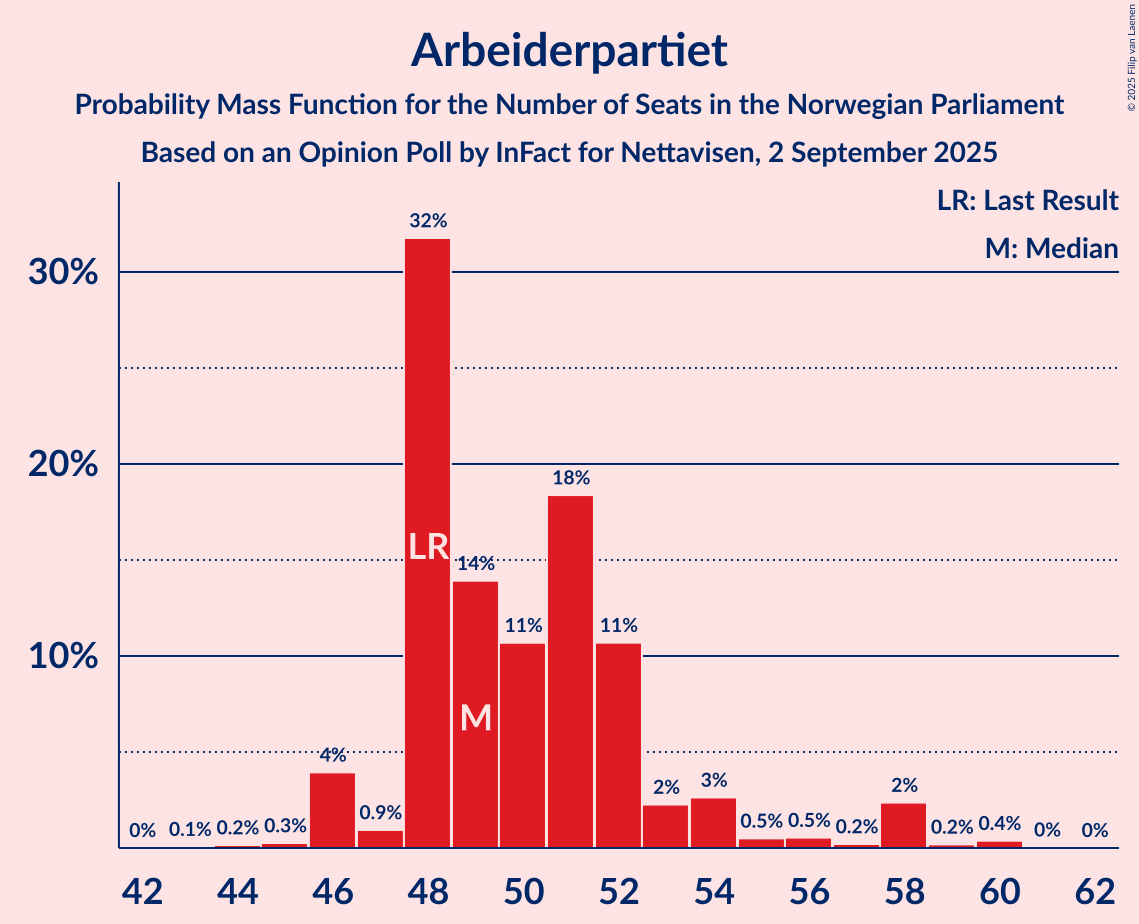 Arbeiderpartiet
Probability Mass Function for the Number of Seats in the Norwegian Parliament
Based on an Opinion Poll by InFact for Nettavisen, 2 September 2025
© 2025 Filip van Laenen
LR: Last Result
M: Median
30%
20%
10%
0%
0.1%
0.2%
0.3%
4%
0.9%
32%
LR
14%
M
11%
18%
11%
2%
3%
0.5%
0.5%
0.2%
2%
0.2%
0.4%
0%
0%
42 44 46 48 50 52 54 56 58 60 62